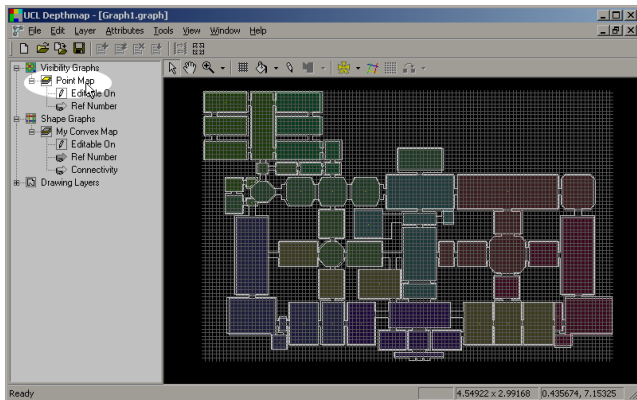 UCL Depthmap - [Graph1.graph]
File Edit Layer Attributes Tools View Window Help
Visibility Graphs
Point Map
Editable On
Ref Number
Shape Graphs
My Convex Map
Editable On
Ref Number
Connectivity
Drawing Layers
Ready
4.54922 x 2.99168
0.435674, 7.15325